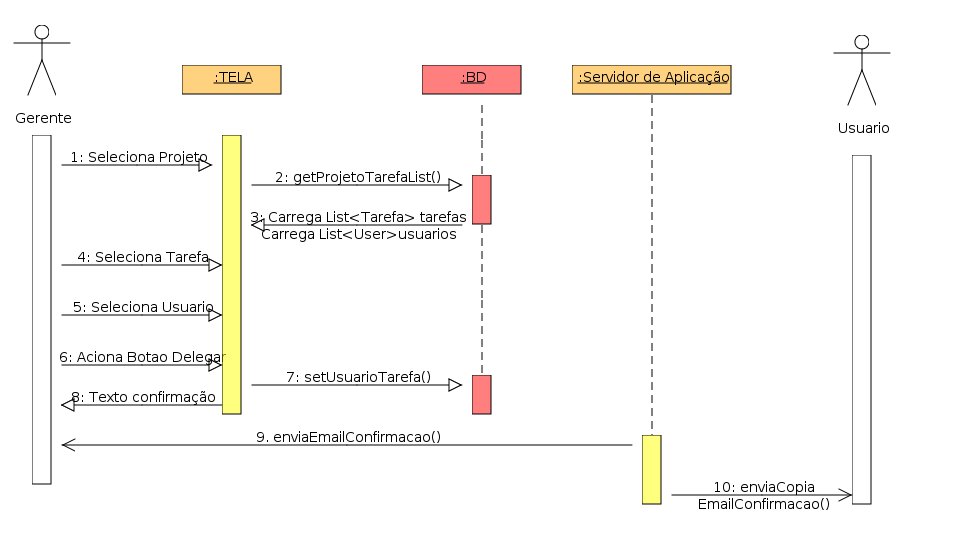 :TELA
:BD
:Servidor de Aplicação
Gerente
Usuario
1: Seleciona Projeto
2: getProjetoTarefaList()
3: Carrega List<Tarefa> tarefas
Carrega List<User>usuarios
4: Seleciona Tarefa
5: Seleciona Usuario
6: Aciona Botao Delegar
7: setUsuarioTarefa()
8: Texto confirmação
9. enviaEmailConfirmacao()
10: enviaCopia
EmailConfirmacao()